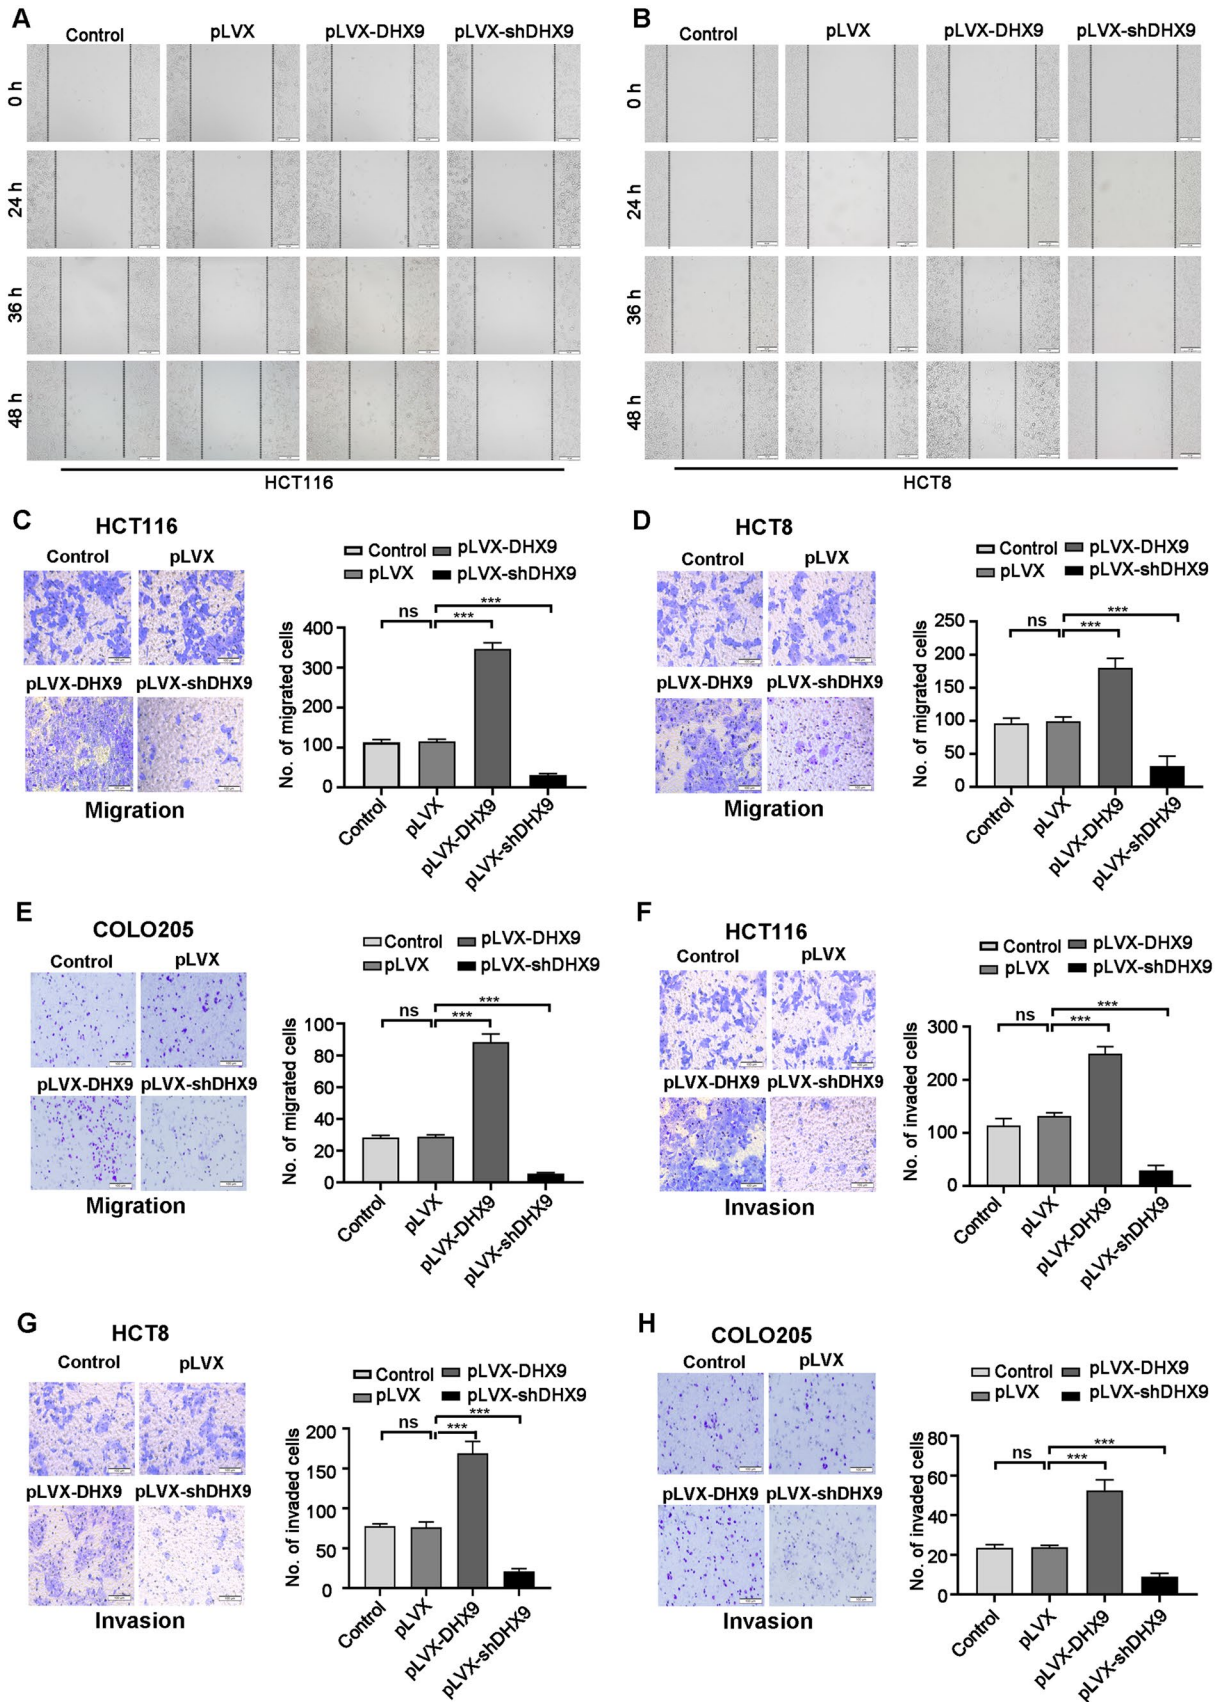 A
Control pLVX pLVX-DHX9 pLVX-shDHX9
0 h
24 h
36 h
48 h
HCT116
B
Control pLVX pLVX-DHX9 pLVX-shDHX9
0 h
24 h
36 h
48 h
HCT8
C
HCT116
Control pLVX
pLVX-DHX9 pLVX-shDHX9
Migration
Control pLVX-DHX9
pLVX pLVX-shDHX9
No. of migrated cells
400
300
200
100
0
ns *** ***
Control pLVX pLVX-DHX9 pLVX-shDHX9
D
HCT8
Control pLVX
pLVX-DHX9 pLVX-shDHX9
Migration
Control pLVX-DHX9
pLVX pLVX-shDHX9
No. of migrated cells
250
200
150
100
50
0
ns *** ***
Control pLVX pLVX-DHX9 pLVX-shDHX9
E
COLO205
Control pLVX
pLVX-DHX9 pLVX-shDHX9
Migration
Control pLVX-DHX9
pLVX pLVX-shDHX9
No. of migrated cells
100
80
60
40
20
0
ns *** ***
Control pLVX pLVX-DHX9 pLVX-shDHX9
F
HCT116
Control pLVX
pLVX-DHX9 pLVX-shDHX9
Invasion
Control pLVX-DHX9
pLVX pLVX-shDHX9
No. of invaded cells
300
200
100
0
ns *** ***
Control pLVX pLVX-DHX9 pLVX-shDHX9
G
HCT8
Control pLVX
pLVX-DHX9 pLVX-shDHX9
Invasion
Control pLVX-DHX9
pLVX pLVX-shDHX9
No. of invaded cells
200
150
100
50
0
ns *** ***
Control pLVX pLVX-DHX9 pLVX-shDHX9
H
COLO205
Control pLVX
pLVX-DHX9 pLVX-shDHX9
Invasion
Control pLVX-DHX9
pLVX pLVX-shDHX9
No. of invaded cells
80
60
40
20
0
ns *** ***
Control pLVX pLVX-DHX9 pLVX-shDHX9